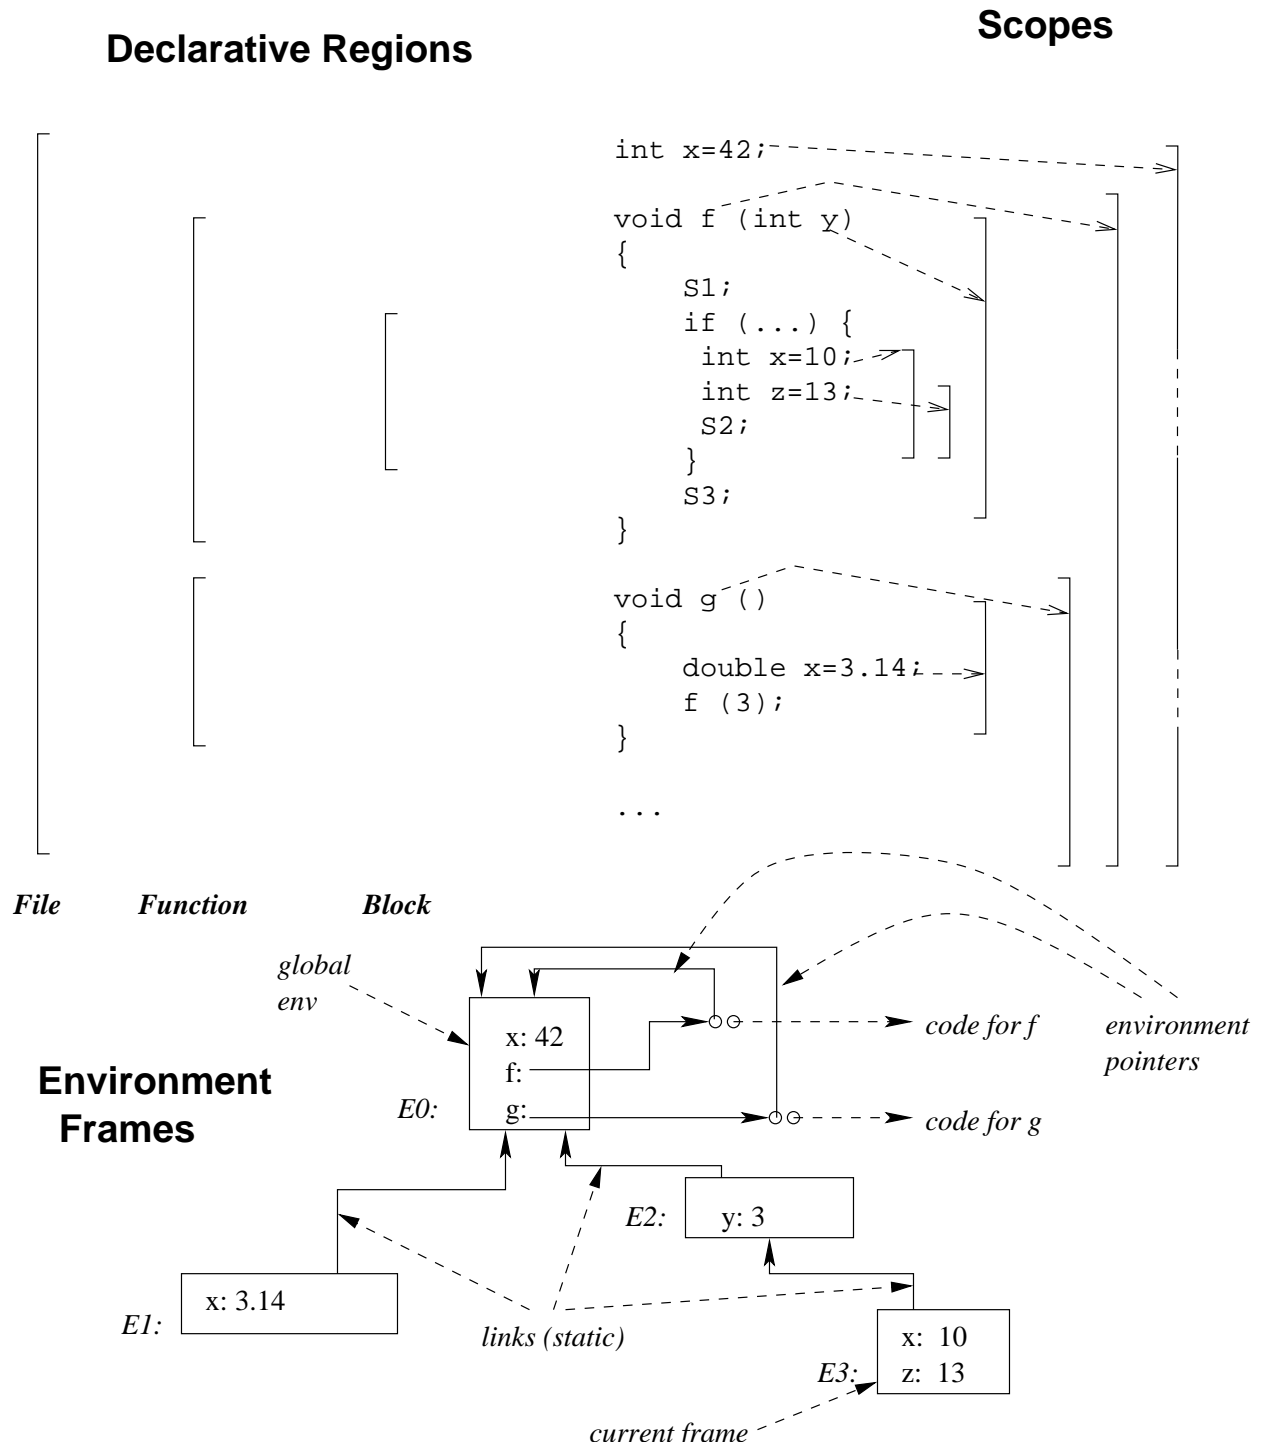 Scopes
Declarative Regions
int x=42;
void f (int y)
{
S1;
if (...) {
int x=10;
int z=13;
S2;
}
S3;
}
void g ()
{
double x=3.14;
f (3);
}
...
File Function Block
global
env
x: 42
f:
g:
E0:
code for f
code for g
environment
pointers
Environment
Frames
E2:
y: 3
x: 3.14
E1:
links (static)
x: 10
z: 13
E3:
current frame